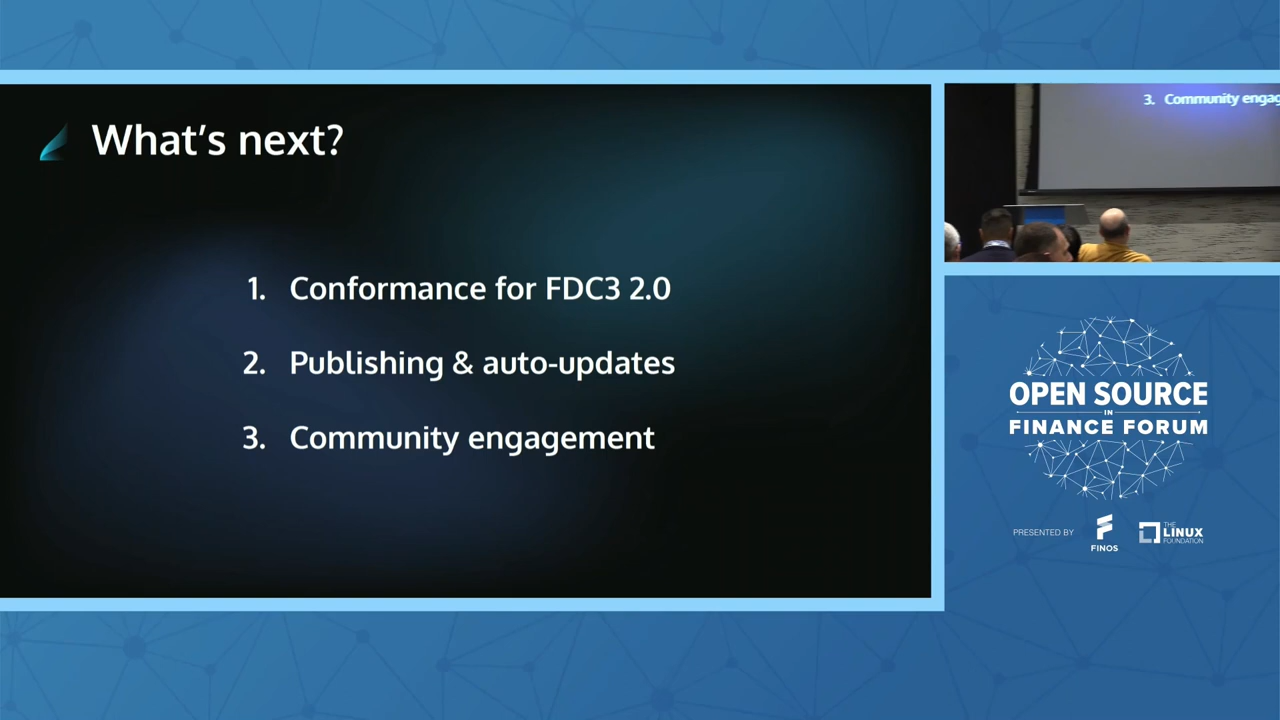 What's next?
1. Conformance for FDC3 2.0
2. Publishing & auto-updates
3. Community engagement
3. Community engag
OPEN SOURCE
IN
FINANCE FORUM
PRESENTED BY
FINOS
THE
LINUX
FOUNDATION